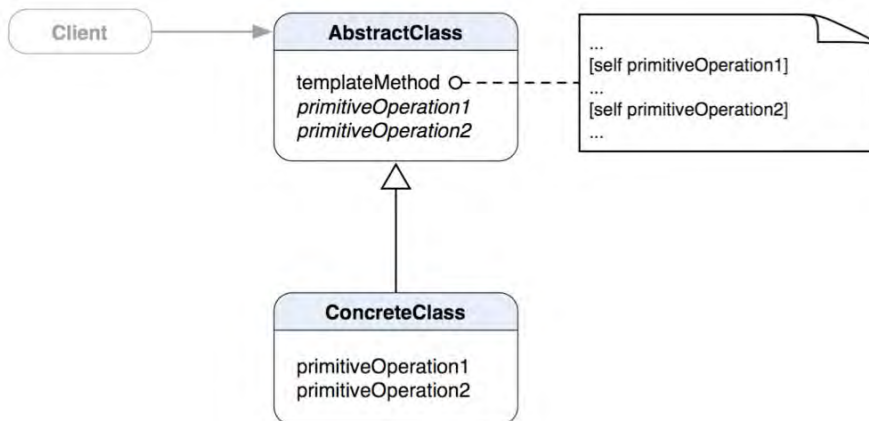 Client
AbstractClass
templateMethod
primitiveOperation1
primitiveOperation2
...
[self primitiveOperation1]
...
[self primitiveOperation2]
...
ConcreteClass
primitiveOperation1
primitiveOperation2